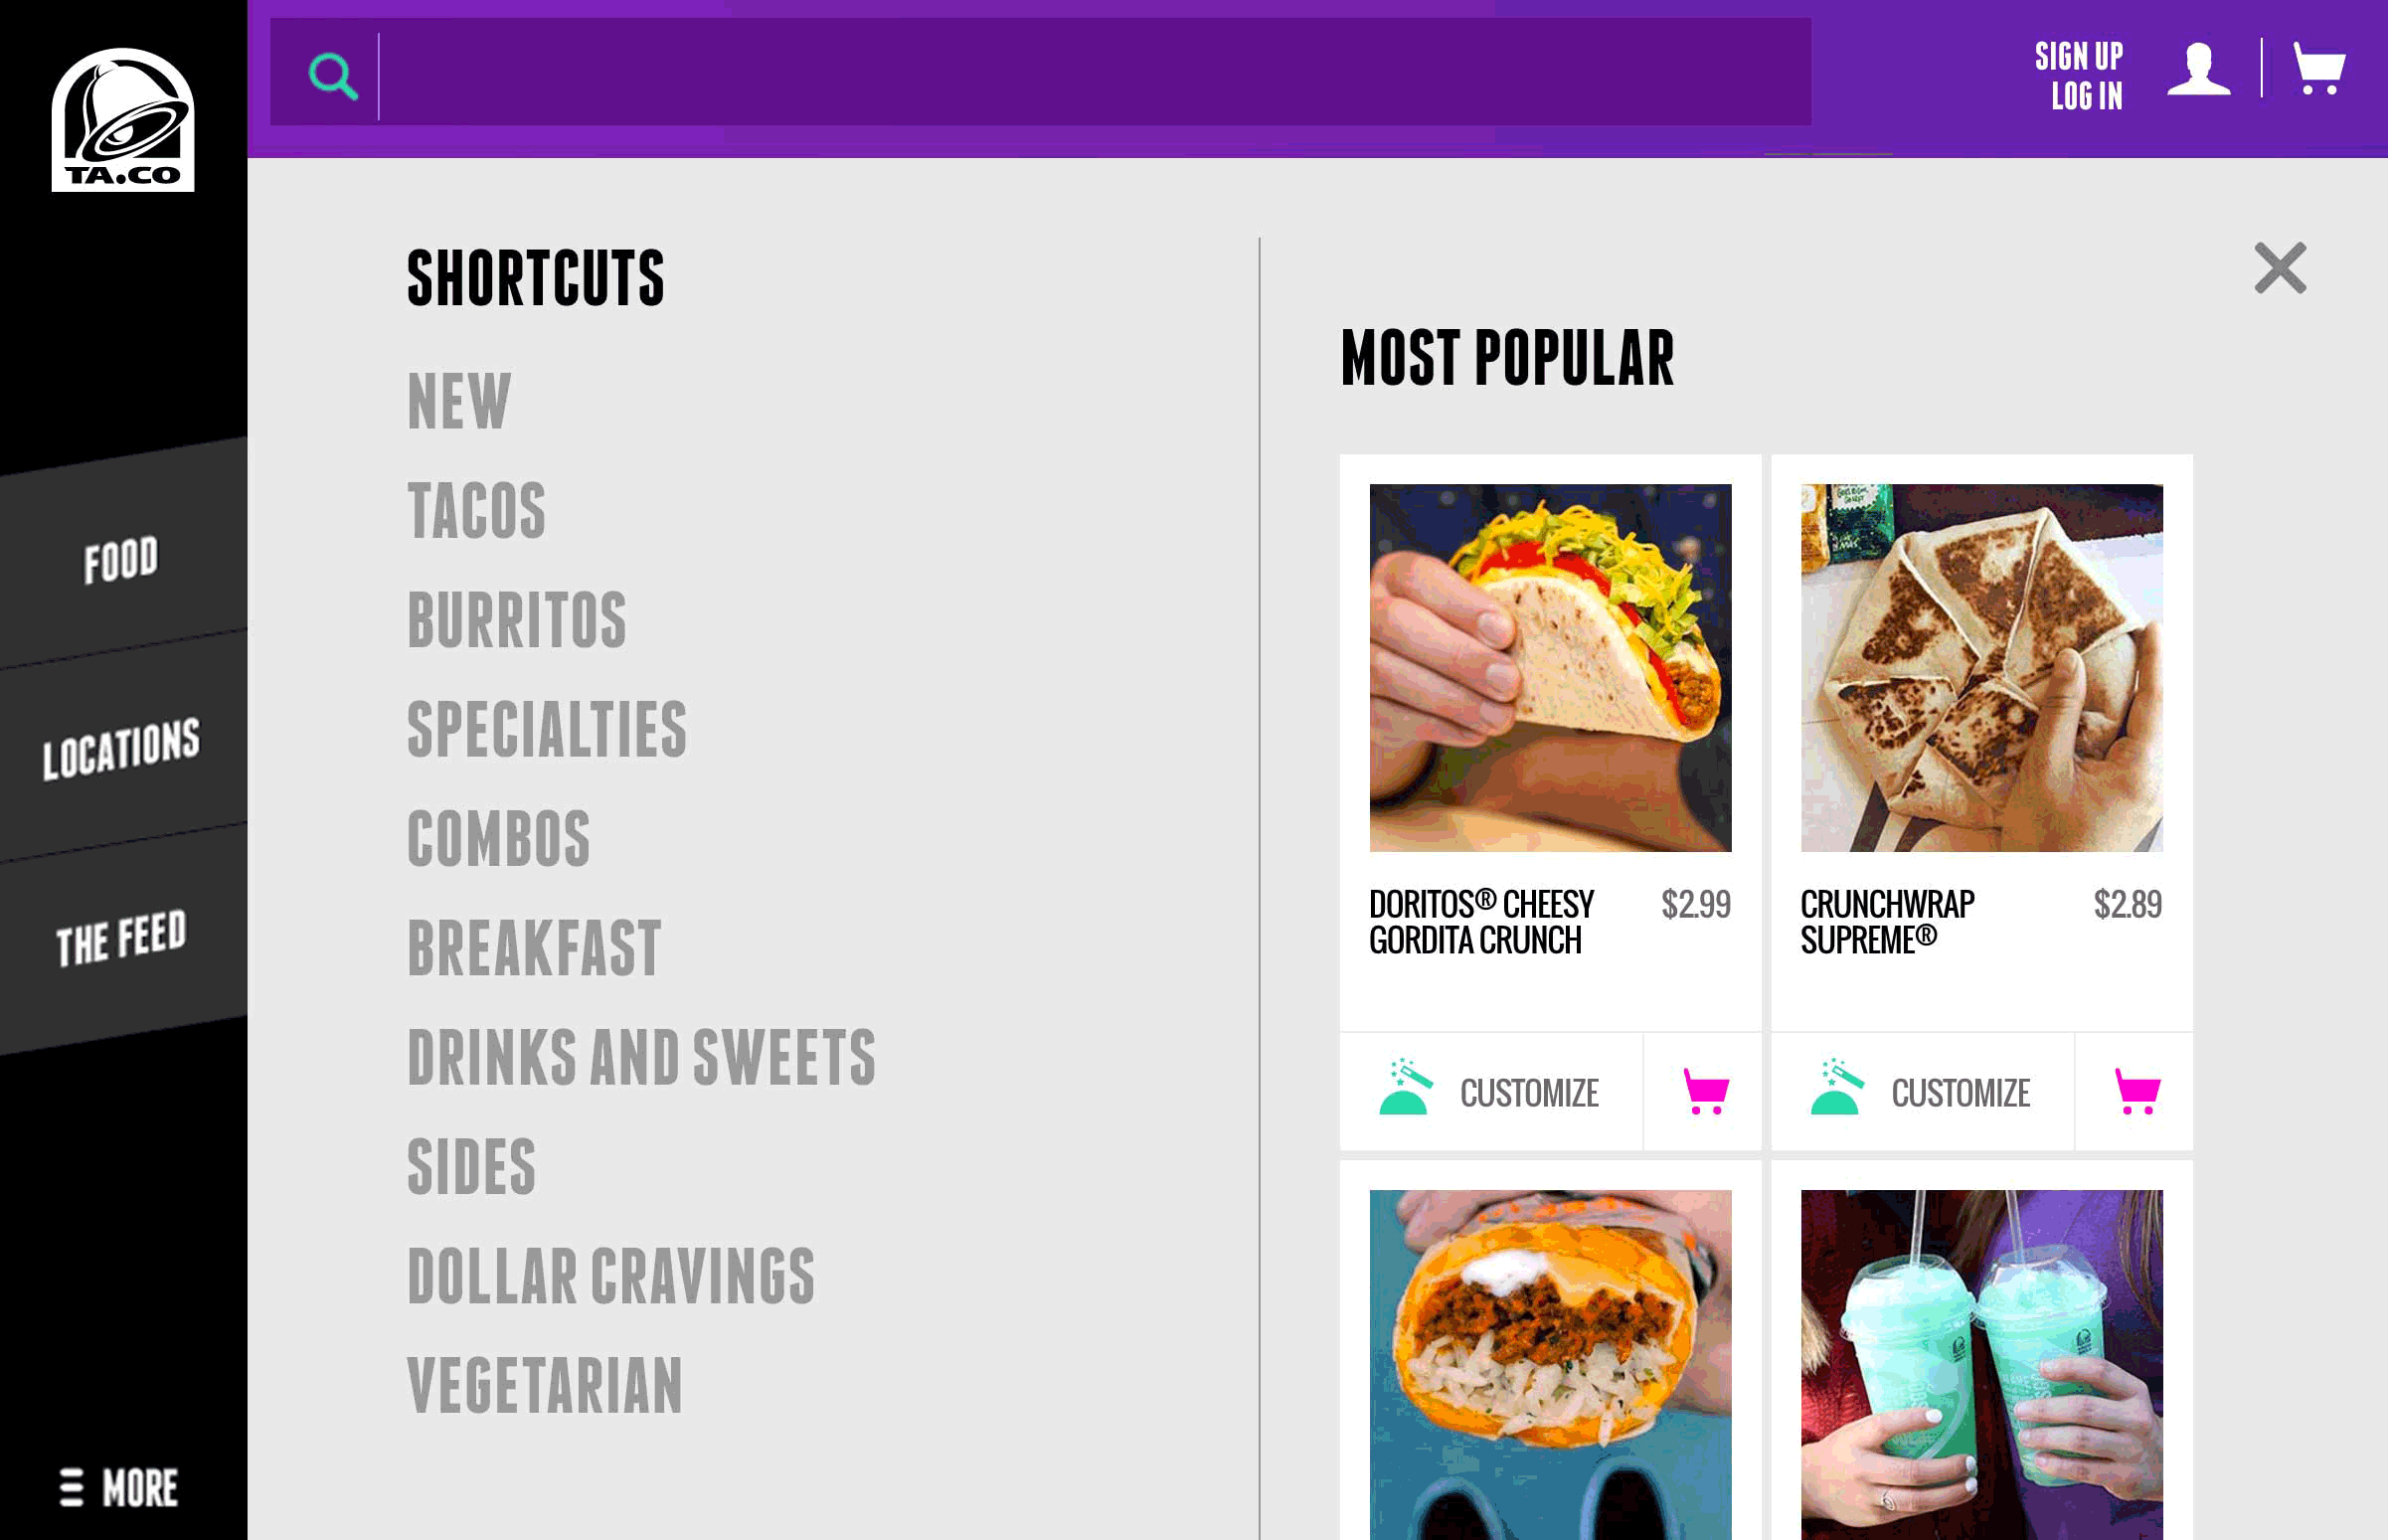 TA.CO
SIGN UP
LOG IN
FOOD
LOCATIONS
THE FEED
MORE
SHORTCUTS
NEW
TACOS
BURRITOS
SPECIALTIES
COMBOS
BREAKFAST
DRINKS AND SWEETS
SIDES
DOLLAR CRAVINGS
VEGETARIAN
MOST POPULAR
DORITOS® CHEESY
GORDITA CRUNCH
$2.99
CRUNCHWRAP
SUPREME®
$2.89
CUSTOMIZE
CUSTOMIZE